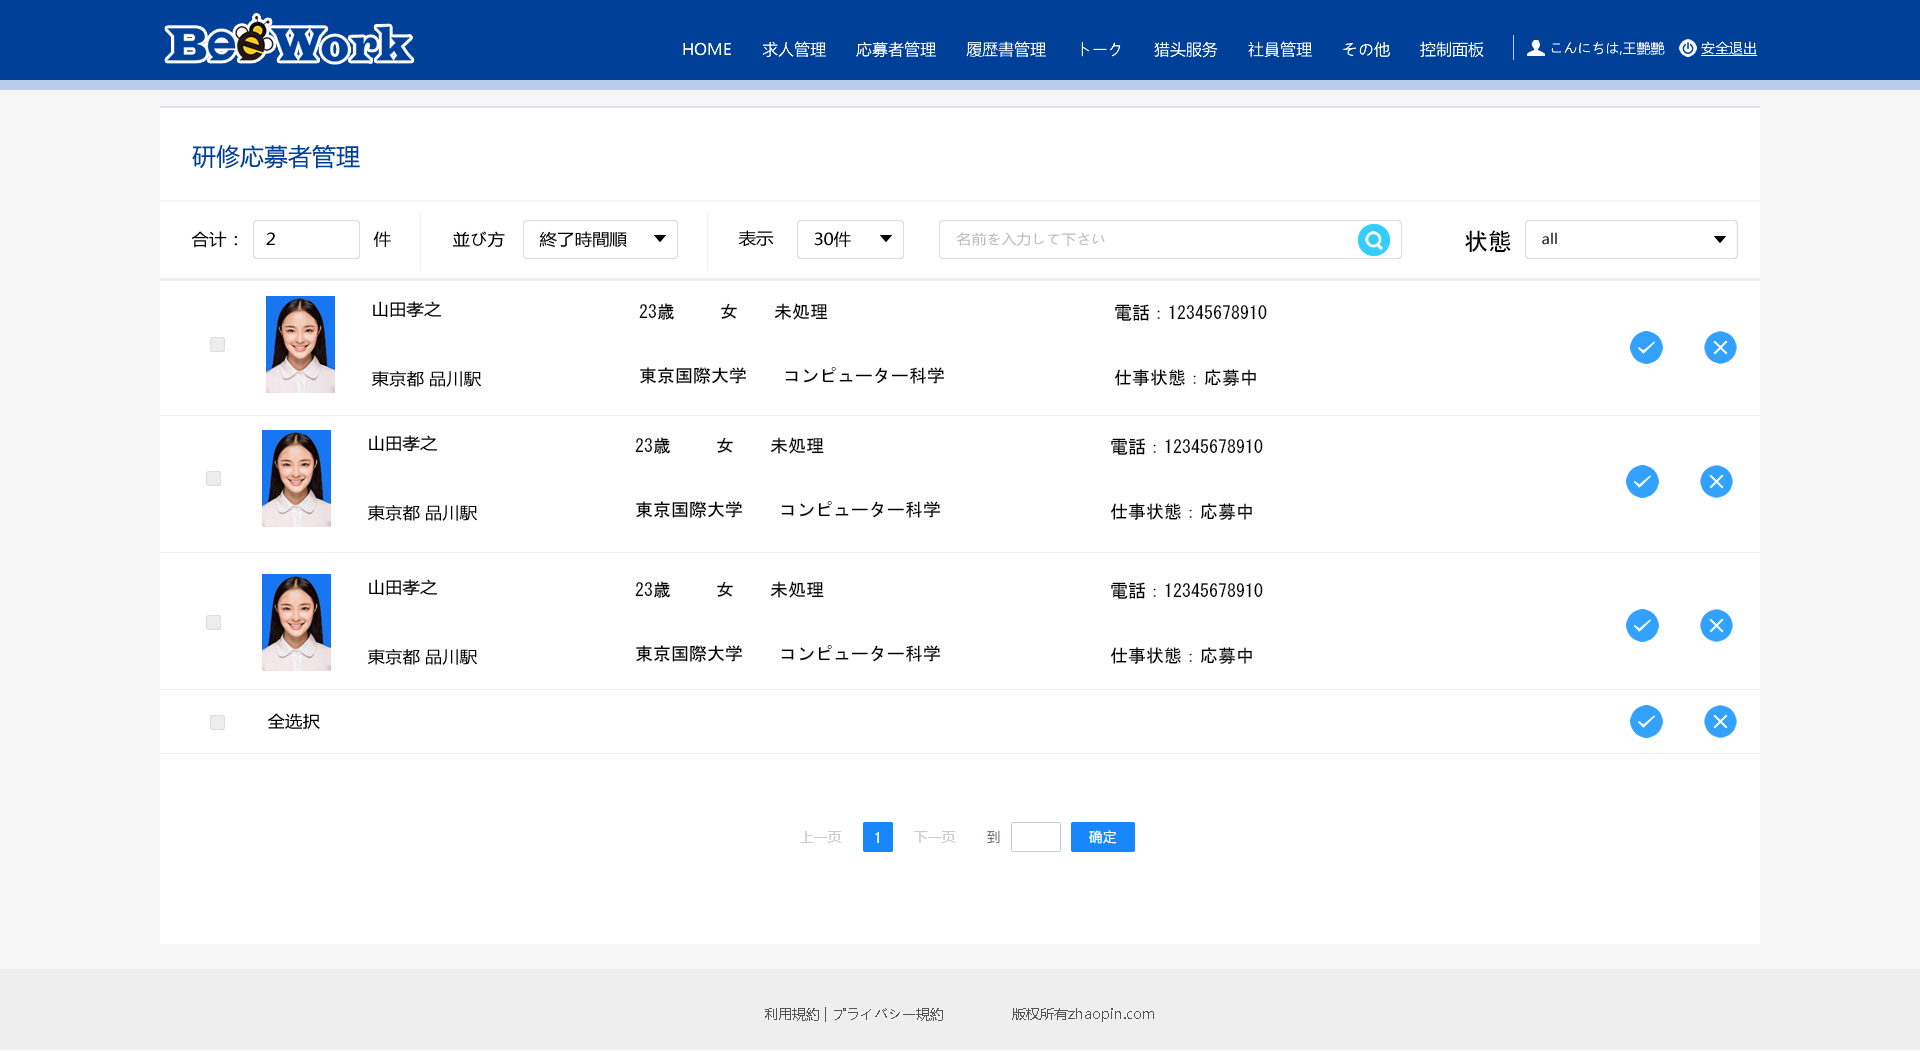 BeeWork
HOME 求人管理 応募者管理 履歴書管理 トーク 猎头服务 社員管理 その他 控制面板 こんにちは,王艷艷 安全退出
研修応募者管理
合计： 2 件 並び方 終了時間順 表示 30件 名前を入力して下さい 状態 all
山田孝之 23歳 女 未処理 電話：12345678910
東京都 品川駅 東京国際大学 コンピューター科学 仕事状態：応募中
山田孝之 23歳 女 未処理 電話：12345678910
東京都 品川駅 東京国際大学 コンピューター科学 仕事状態：応募中
山田孝之 23歳 女 未処理 電話：12345678910
東京都 品川駅 東京国際大学 コンピューター科学 仕事状態：応募中
全选択
上一页 1 下一页 到 确定
利用規約 | プライバシー規約 版权所有zhaopin.com